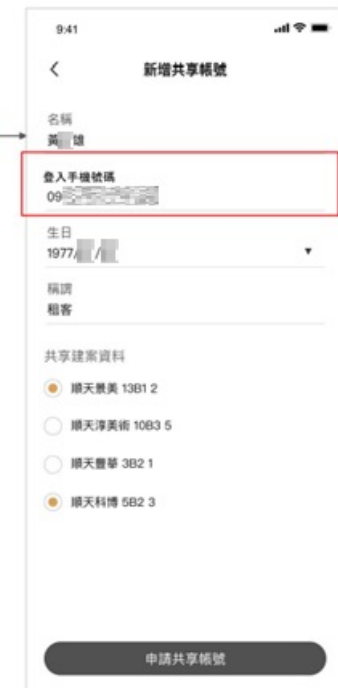 9:41
新增共享帳號
名稱
黃 雄
登入手機號碼
09
生日
1977/ /
稱謂
租客
共享建案資料
順天景美 13B1 2
順天淳美術 10B3 5
順天豐華 3B2 1
順天科博 5B2 3
申請共享帳號